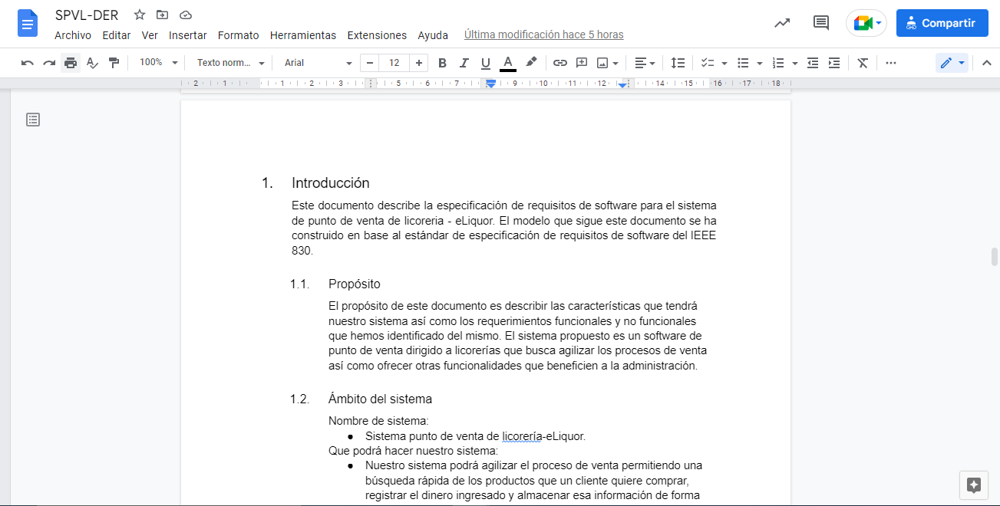 SPVL-DER
Archivo Editar Ver Insertar Formato Herramientas Extensiones Ayuda Última modificación hace 5 horas
Compartir
100% Texto norm... Arial 12
2 1 1 2 3 5 6 7 9 10 11 12 14 15 16 17 18
1. Introducción
Este documento describe la especificación de requisitos de software para el sistema
de punto de venta de licoreria - eLiquor. El modelo que sigue este documento se ha
construido en base al estándar de especificación de requisitos de software del IEEE
830.
1.1. Propósito
El propósito de este documento es describir las características que tendrá
nuestro sistema así como los requerimientos funcionales y no funcionales
que hemos identificado del mismo. El sistema propuesto es un software de
punto de venta dirigido a licorerías que busca agilizar los procesos de venta
así como ofrecer otras funcionalidades que beneficien a la administración.
1.2. Ámbito del sistema
Nombre de sistema:
● Sistema punto de venta de licorería-eLiquor.
Que podrá hacer nuestro sistema:
● Nuestro sistema podrá agilizar el proceso de venta permitiendo una
búsqueda rápida de los productos que un cliente quiere comprar,
registrar el dinero ingresado y almacenar esa información de forma